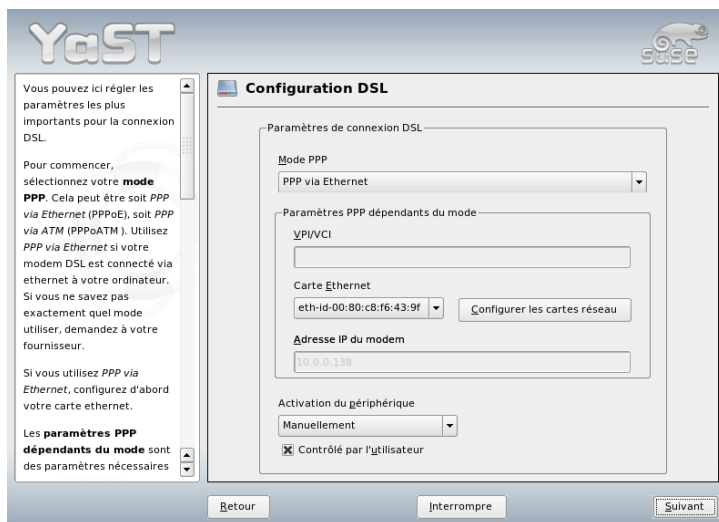 YaST
SUSE
Vous pouvez ici régler les
paramètres les plus
importants pour la connexion
DSL.
Pour commencer,
sélectionnez votre mode
PPP. Cela peut être soit PPP
via Ethernet (PPPoE), soit PPP
via ATM (PPPoATM ). Utilisez
PPP via Ethernet si votre
modem DSL est connecté via
ethernet à votre ordinateur.
Si vous ne savez pas
exactement quel mode
utiliser, demandez à votre
fournisseur.
Si vous utilisez PPP via
Ethernet, configurez d'abord
votre carte ethernet.
Les paramètres PPP
dépendants du mode sont
des paramètres nécessaires
Configuration DSL
Paramètres de connexion DSL
Mode PPP
PPP via Ethernet
Paramètres PPP dépendants du mode
VPI/VCI
Carte Ethernet
eth-id-00:80:c8:f6:43:9f
Configurer les cartes réseau
Adresse IP du modem
10.0.0.138
Activation du périphérique
Manuellement
Contrôlé par l'utilisateur
Retour
Interrompre
Suivant